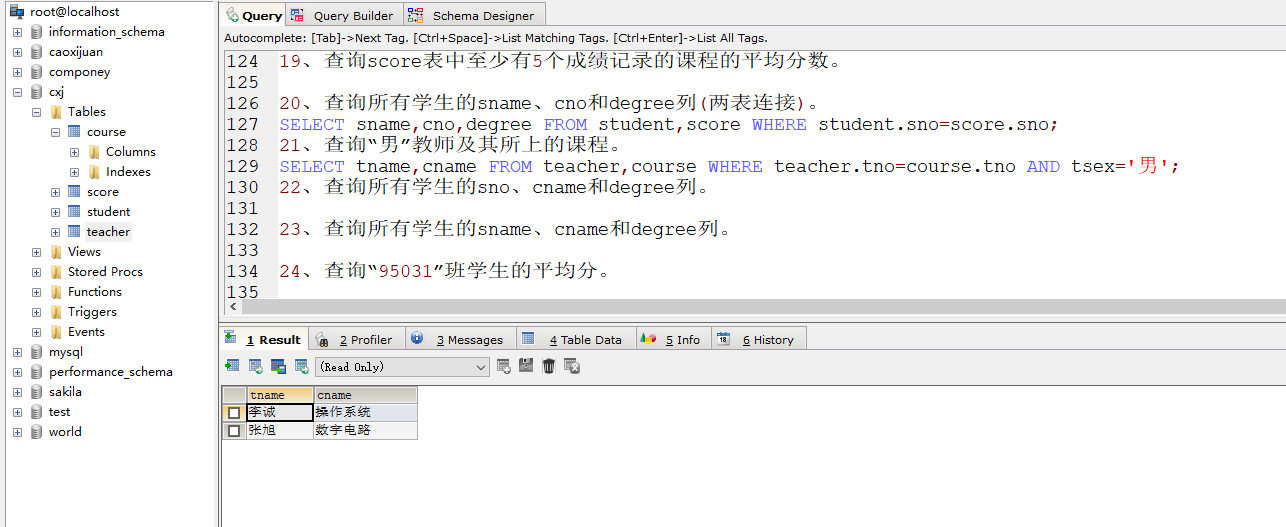 root@localhost
information_schema
caoxijuan
componey
cxj
Tables
course
Columns
Indexes
score
student
teacher
Views
Stored Procs
Functions
Triggers
Events
mysql
performance_schema
sakila
test
world
Query
Query Builder
Schema Designer
Autocomplete: [Tab]->Next Tag. [Ctrl+Space]->List Matching Tags. [Ctrl+Enter]->List All Tags.
124 19、查询score表中至少有5个成绩记录的课程的平均分数。
125
126 20、查询所有学生的sname、cno和degree列(两表连接)。
127 SELECT sname,cno,degree FROM student,score WHERE student.sno=score.sno;
128 21、查询“男”教师及其所上的课程。
129 SELECT tname,cname FROM teacher,course WHERE teacher.tno=course.tno AND tsex='男';
130 22、查询所有学生的sno、cname和degree列。
131
132 23、查询所有学生的sname、cname和degree列。
133
134 24、查询“95031”班学生的平均分。
135
1 Result
2 Profiler
3 Messages
4 Table Data
5 Info
18
6 History
(Read Only)
tname cname
李诚 操作系统
张旭 数字电路